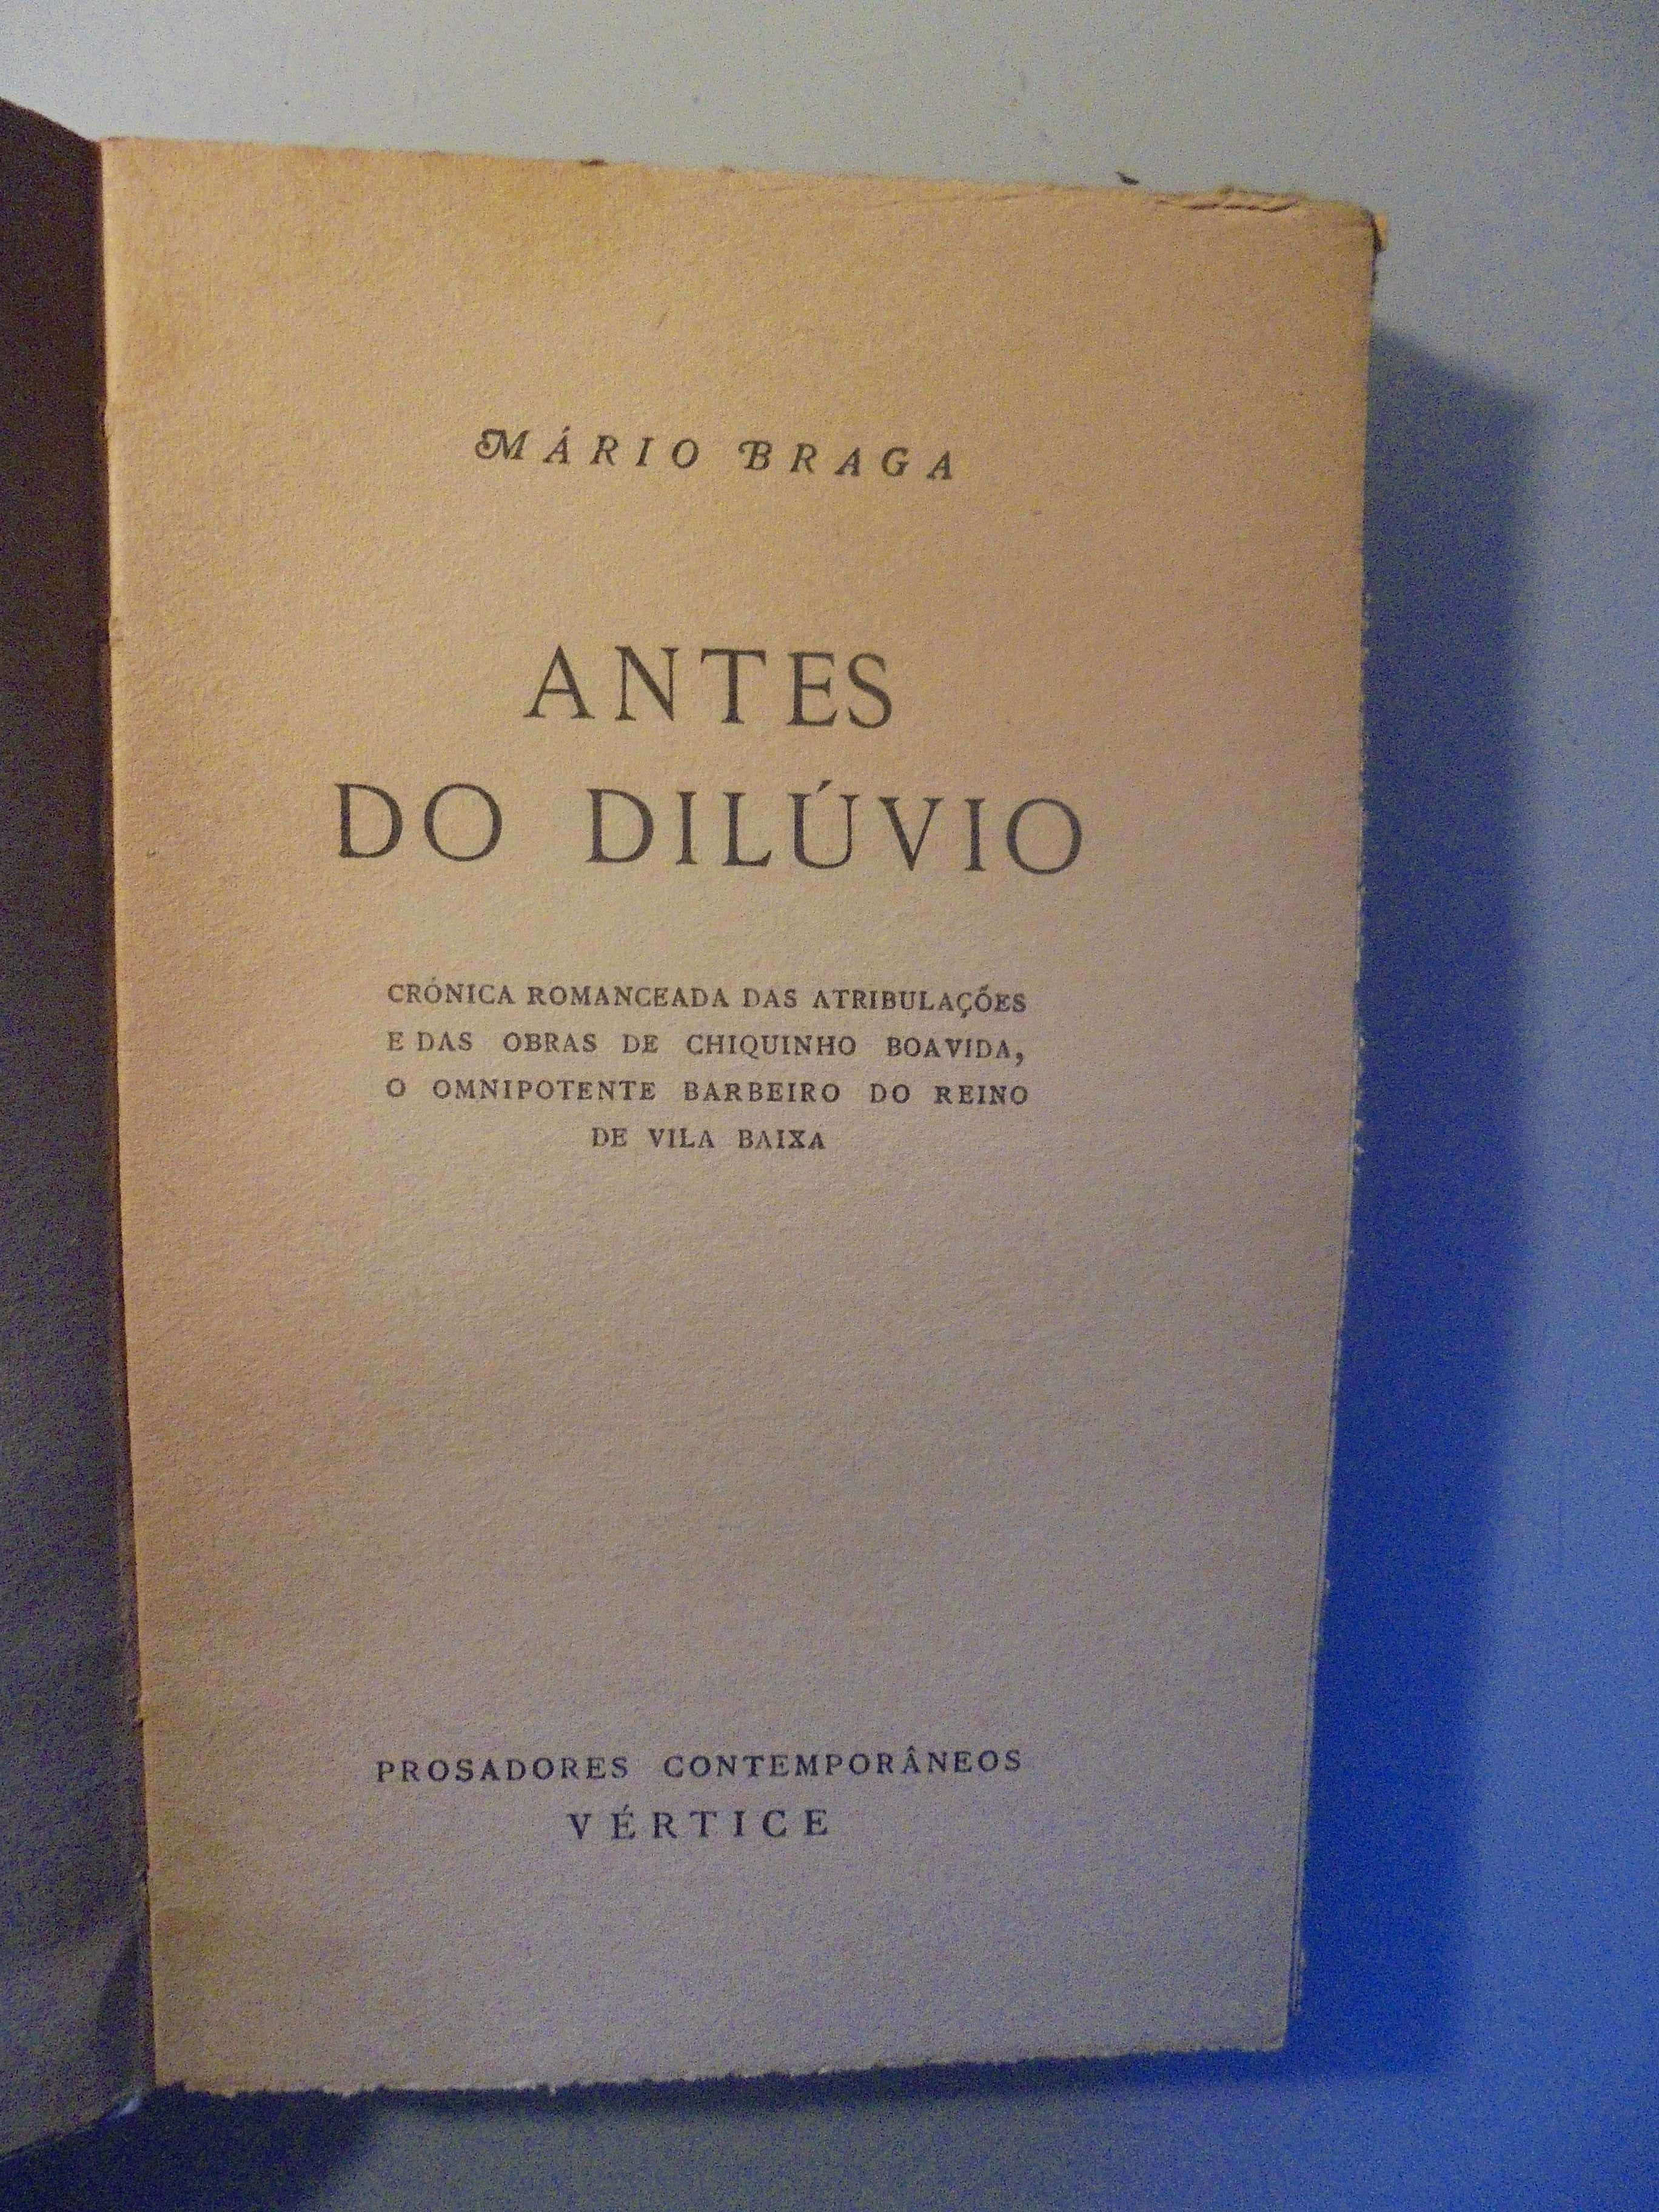 MÁRIO BRAGA
ANTES
DO DILÚVIO
CRÓNICA ROMANCEADA DAS ATRIBULAÇÕES
E DAS OBRAS DE CHIQUINHO BOAVIDA,
O OMNIPOTENTE BARBEIRO DO REINO
DE VILA BAIXA
PROSADORES CONTEMPORÂNEOS
VÉRTICE